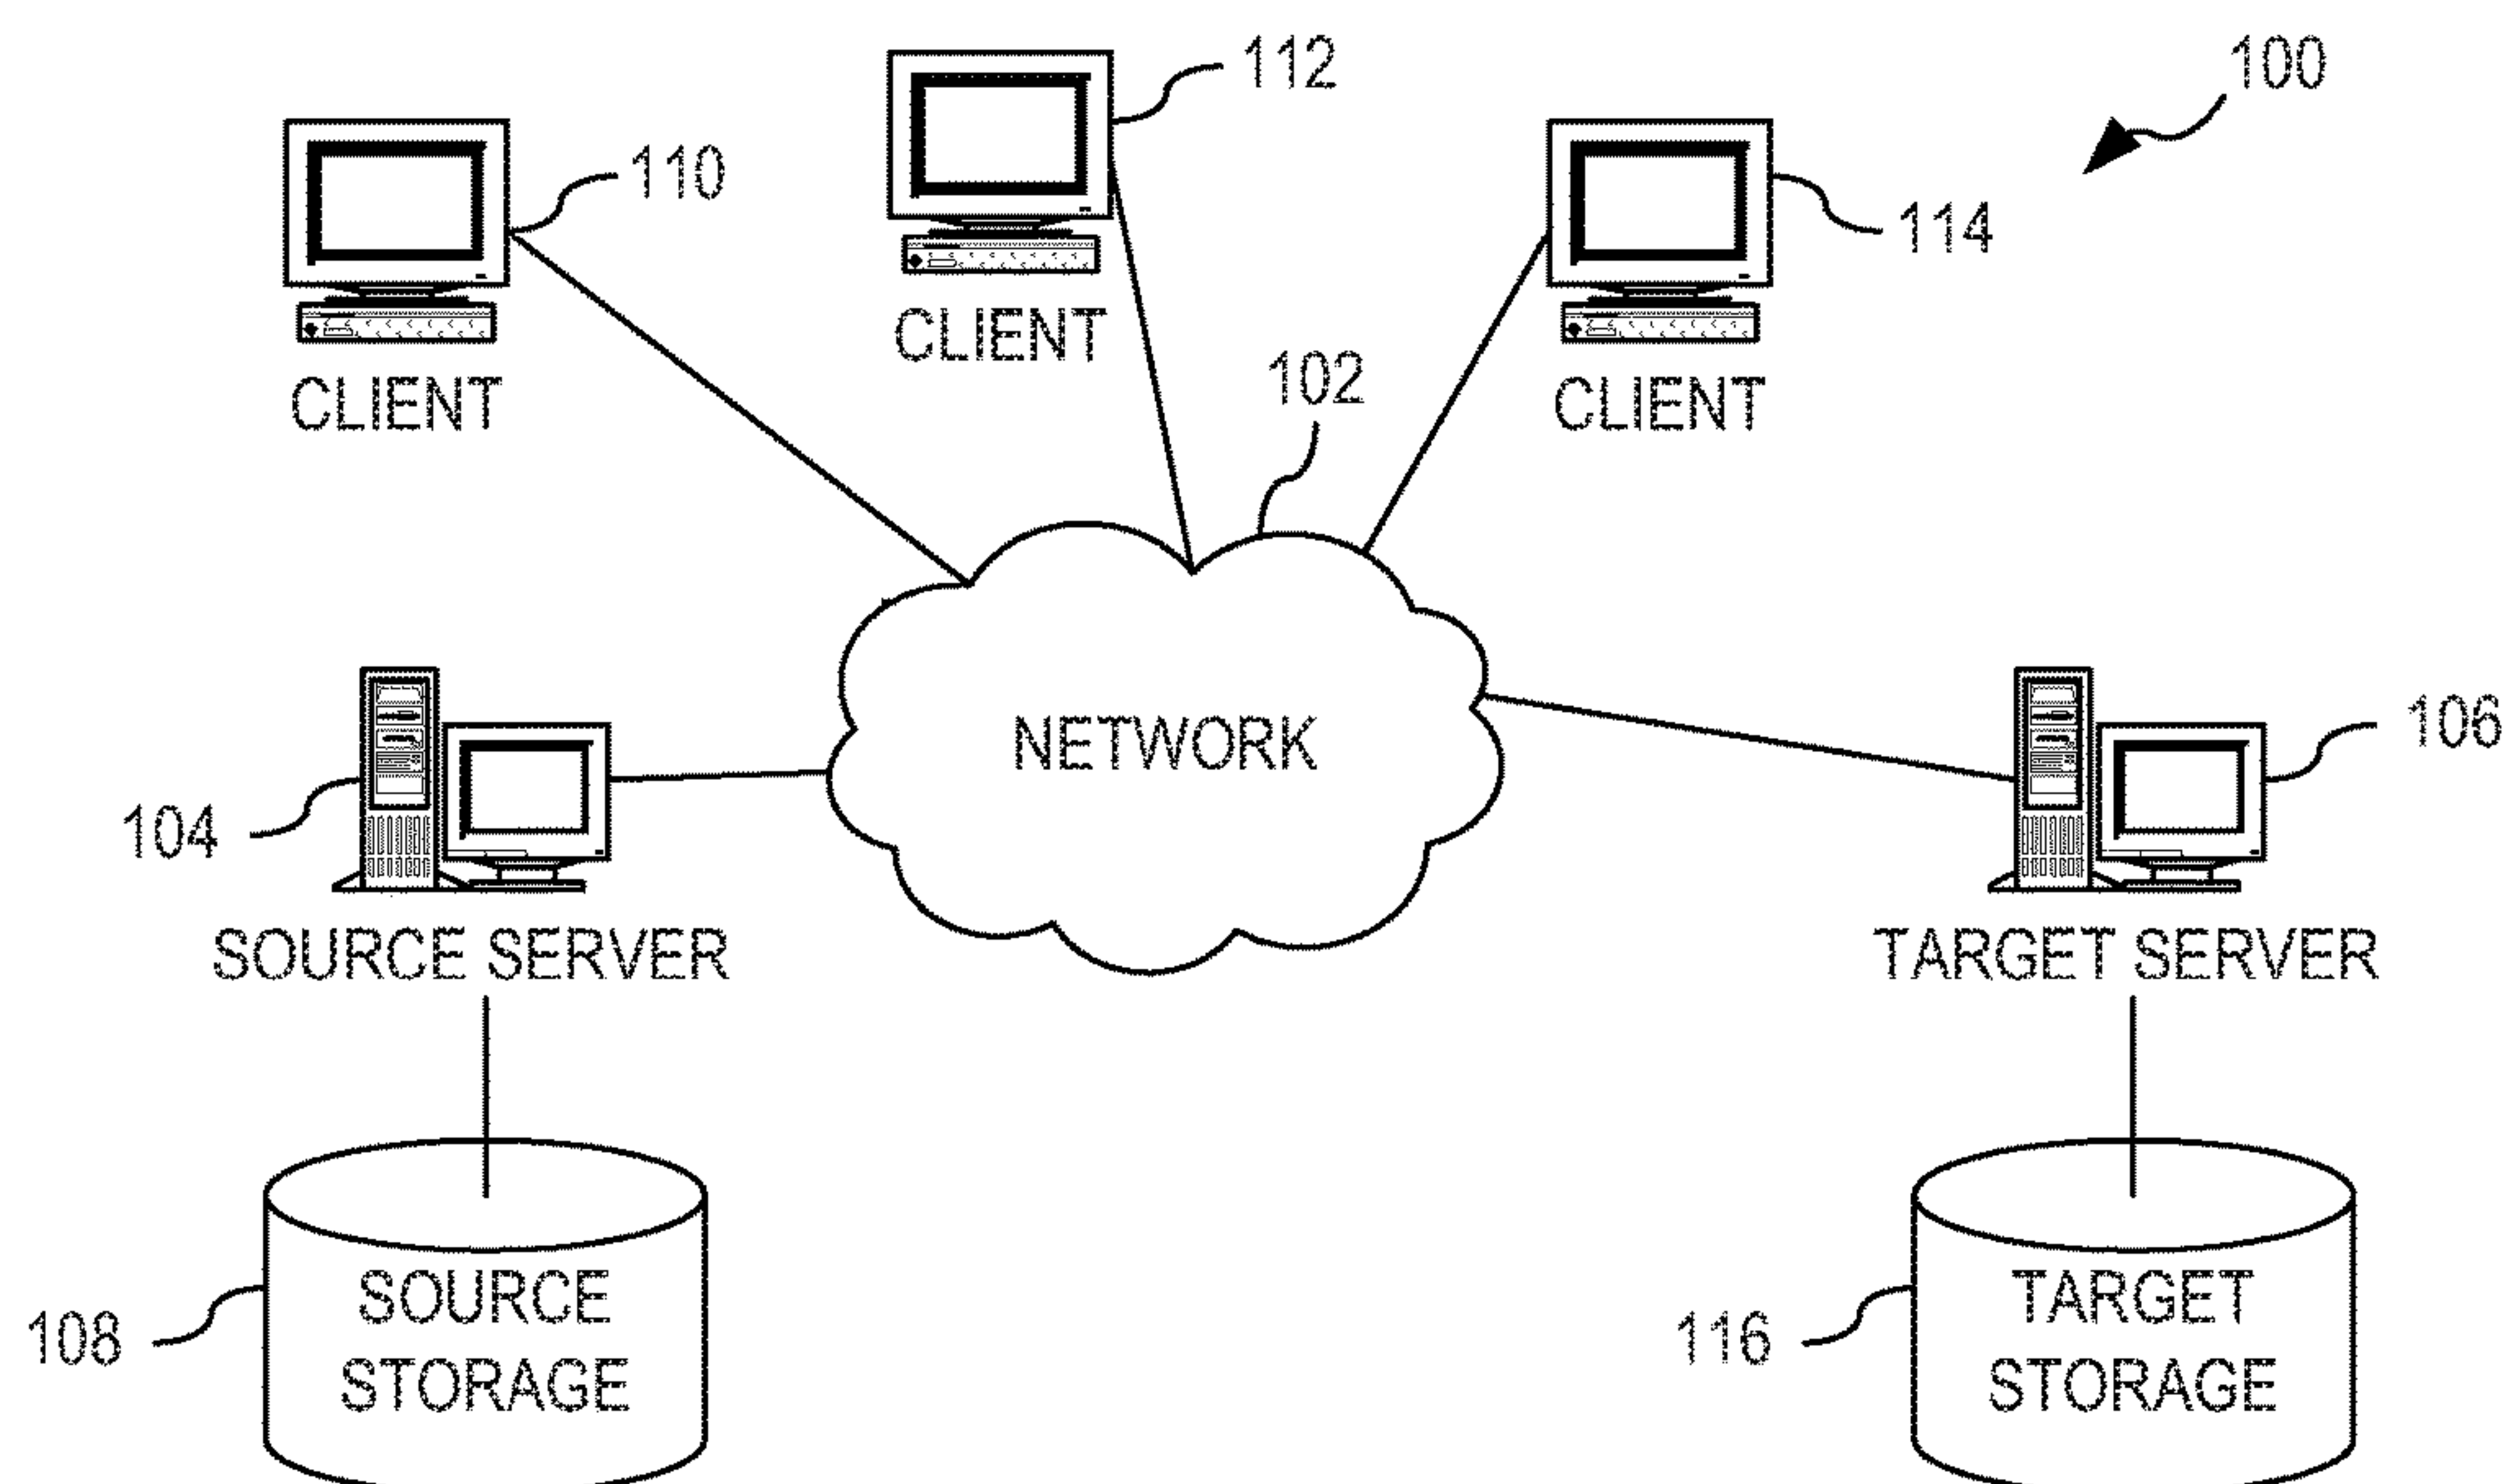 112
100
110
114
CLIENT
CLIENT
CLIENT
102
NETWORK
106
104
SOURCE SERVER
TARGET SERVER
108
SOURCE
STORAGE
116
TARGET
STORAGE